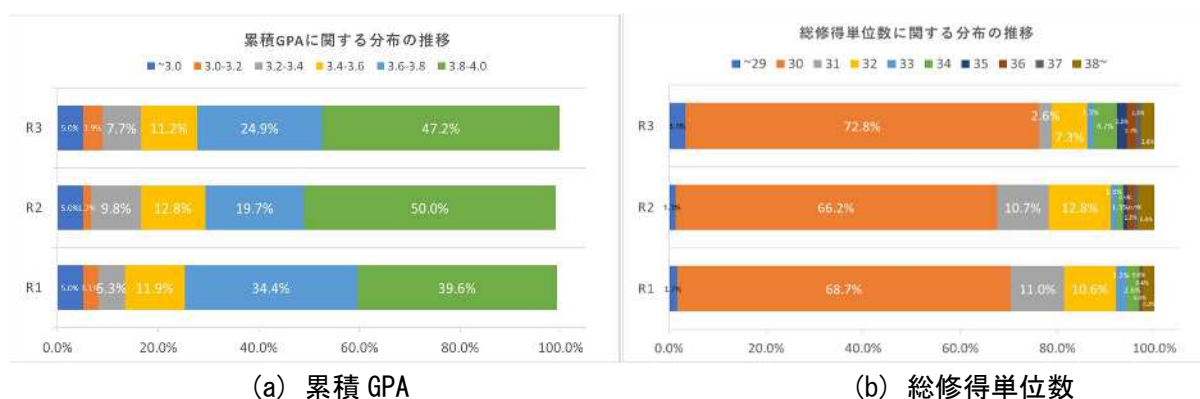 累積GPAに関する分布の推移
~3.0 3.0-3.2 3.2-3.4 3.4-3.6 3.6-3.8 3.8-4.0
R3 5.0% 3.9% 7.7% 11.2% 24.9% 47.2%
R2 5.0% 9.8% 12.8% 19.7% 50.0%
R1 5.0% 5.3% 11.9% 34.4% 39.6%
0.0% 20.0% 40.0% 60.0% 80.0% 100.0%
(a) 累積 GPA
総修得単位数に関する分布の推移
~29 30 31 32 33 34 35 36 37 38~
R3 72.8% 2.6% 7.3%
R2 66.2% 10.7% 12.8%
R1 68.7% 11.0% 10.6%
0.0% 20.0% 40.0% 60.0% 80.0% 100.0%
(b) 総修得単位数